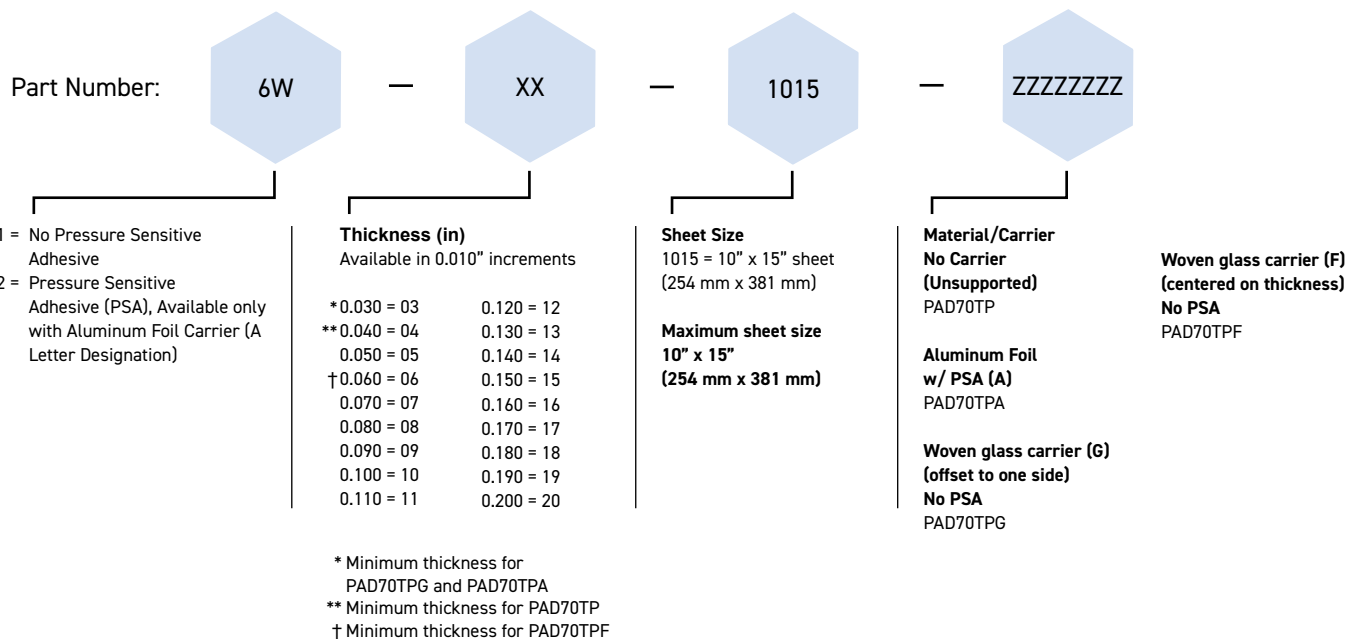 Part Number:
6W
—
XX
—
1015
—
ZZZZZZZZ
1 = No Pressure Sensitive
Adhesive
2 = Pressure Sensitive
Adhesive (PSA), Available only
with Aluminum Foil Carrier (A
Letter Designation)
Thickness (in)
Available in 0.010” increments
*0.030 = 03
**0.040 = 04
0.050 = 05
†0.060 = 06
0.070 = 07
0.080 = 08
0.090 = 09
0.100 = 10
0.110 = 11
0.120 = 12
0.130 = 13
0.140 = 14
0.150 = 15
0.160 = 16
0.170 = 17
0.180 = 18
0.190 = 19
0.200 = 20
* Minimum thickness for
PAD70TPG and PAD70TPA
** Minimum thickness for PAD70TP
† Minimum thickness for PAD70TPF
Sheet Size
1015 = 10” x 15” sheet
(254 mm x 381 mm)
Maximum sheet size
10” x 15”
(254 mm x 381 mm)
Material/Carrier
No Carrier
(Unsupported)
PAD70TP
Aluminum Foil
w/ PSA (A)
PAD70TPA
Woven glass carrier (G)
(offset to one side)
No PSA
PAD70TPG
Woven glass carrier (F)
(centered on thickness)
No PSA
PAD70TPF